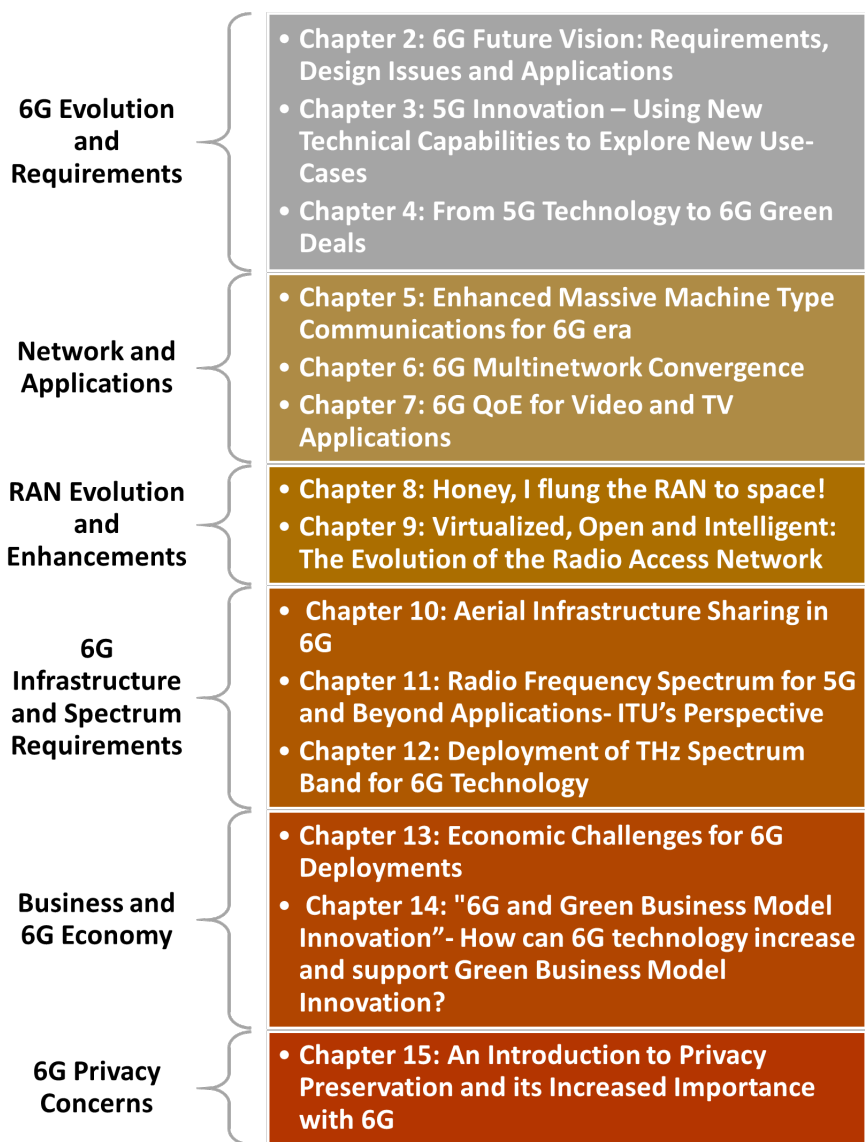 6G Evolution
and
Requirements
• Chapter 2: 6G Future Vision: Requirements,
Design Issues and Applications
• Chapter 3: 5G Innovation – Using New
Technical Capabilities to Explore New Use-
Cases
• Chapter 4: From 5G Technology to 6G Green
Deals
Network and
Applications
• Chapter 5: Enhanced Massive Machine Type
Communications for 6G era
• Chapter 6: 6G Multinetwork Convergence
• Chapter 7: 6G QoE for Video and TV
Applications
RAN Evolution
and
Enhancements
• Chapter 8: Honey, I flung the RAN to space!
• Chapter 9: Virtualized, Open and Intelligent:
The Evolution of the Radio Access Network
6G
Infrastructure
and Spectrum
Requirements
• Chapter 10: Aerial Infrastructure Sharing in
6G
• Chapter 11: Radio Frequency Spectrum for 5G
and Beyond Applications- ITU’s Perspective
• Chapter 12: Deployment of THz Spectrum
Band for 6G Technology
Business and
6G Economy
• Chapter 13: Economic Challenges for 6G
Deployments
• Chapter 14: "6G and Green Business Model
Innovation”- How can 6G technology increase
and support Green Business Model
Innovation?
6G Privacy
Concerns
• Chapter 15: An Introduction to Privacy
Preservation and its Increased Importance
with 6G